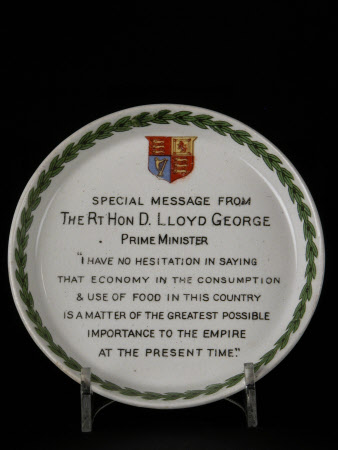 SPECIAL MESSAGE FROM
THE RT HON D. LLOYD GEORGE
PRIME MINISTER
"I HAVE NO HESITATION IN SAYING
THAT ECONOMY IN THE CONSUMPTION
& USE OF FOOD IN THIS COUNTRY
IS A MATTER OF THE GREATEST POSSIBLE
IMPORTANCE TO THE EMPIRE
AT THE PRESENT TIME."